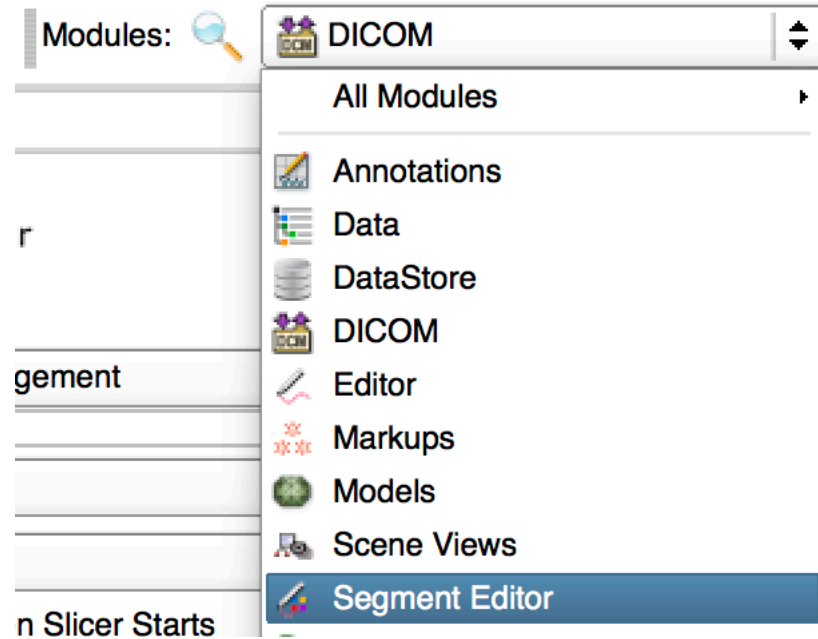 Modules: DICOM
All Modules
Annotations
r
Data
DataStore
DICOM
gement
Editor
Markups
Models
Scene Views
Segment Editor
n Slicer Starts